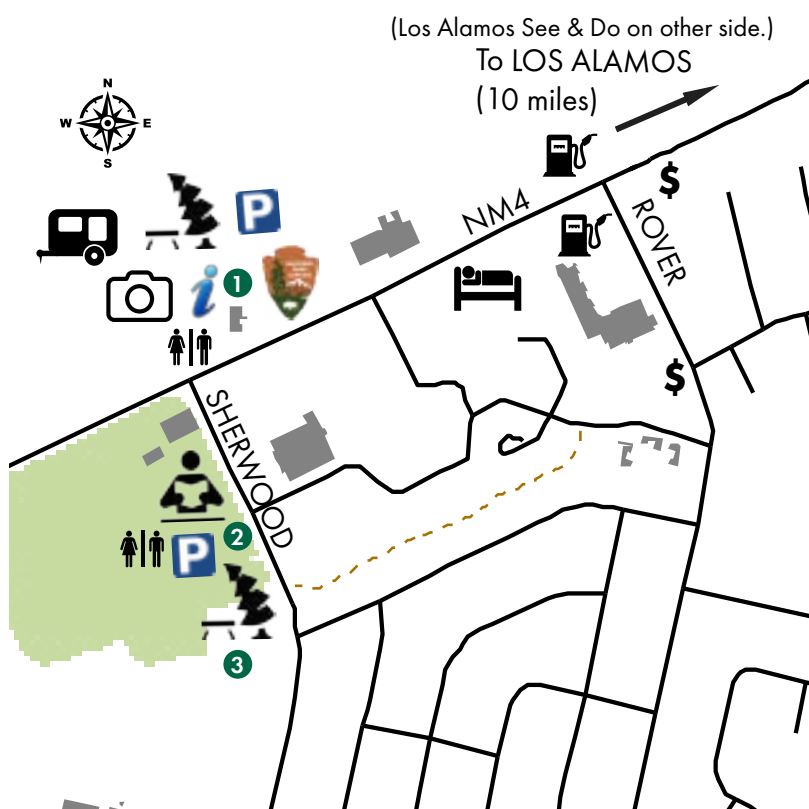 (Los Alamos See & Do on other side.)
To LOS ALAMOS
(10 miles)
N
W E
S
P
$
NM4
ROVER
i
1
$
SHERWOOD
2
P
3